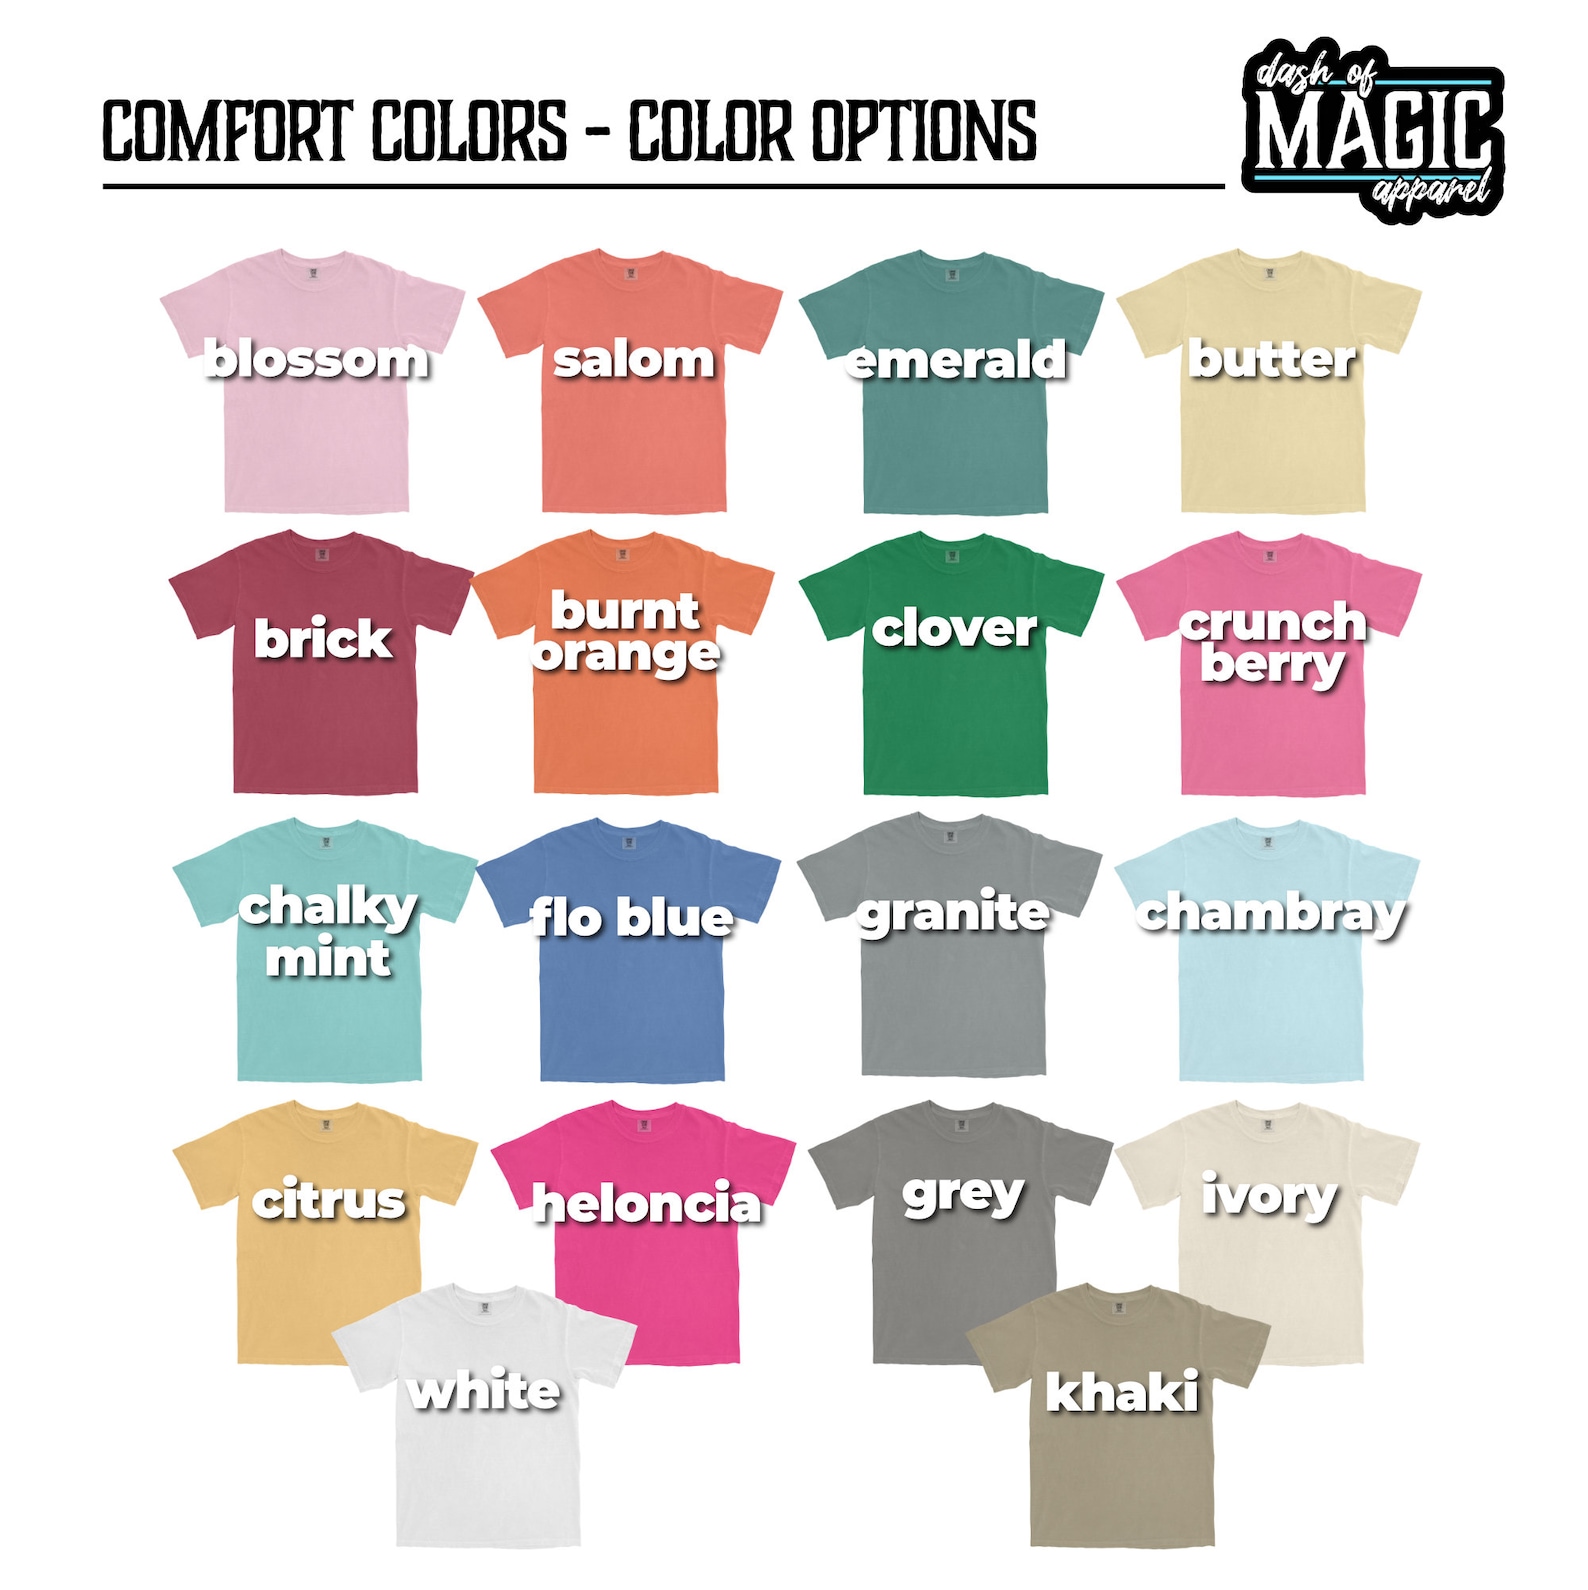 COMFORT COLORS - COLOR OPTIONS
dash of
MAGIC
apparel
blossom
salom
emerald
butter
brick
burnt
orange
clover
crunch
berry
chalky
mint
flo blue
granite
chambray
citrus
heloncia
grey
ivory
white
khaki